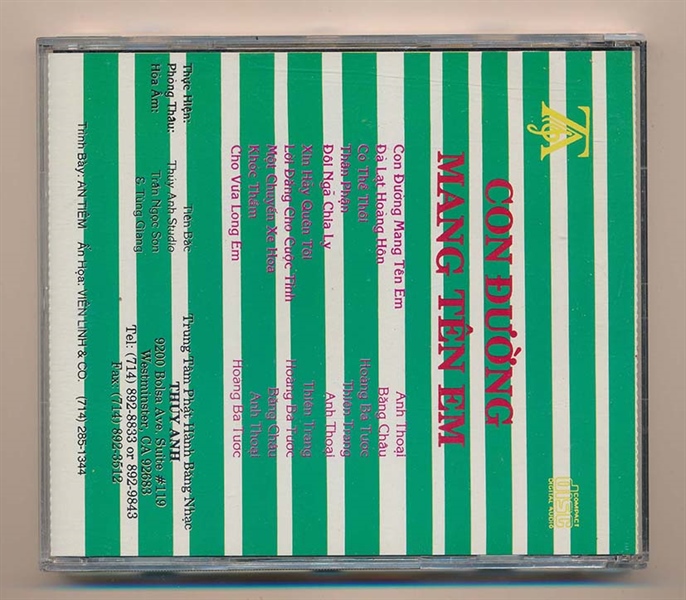 CON ĐƯỜNG
MANG TÊN EM
Con Đường Mang Tên Em Anh Thoại
Đà Lạt Hoàng Hôn Băng Châu
Có Thế Thôi Hoàng Bá Tước
Thân Phận Thiên Trang
Đôi Ngã Chia Ly Anh Thoại
Xin Hãy Quên Tôi Thiên Trang
Lời Đắng Cho Cuộc Tình Hoàng Bá Tước
Một Chuyến Xe Hoa Băng Châu
Khóc Thầm Anh Thoại
Cho Vừa Lòng Em Hoàng Bá Tước
Thực Hiện: Tiến Bắc
Phòng Thâu: Thúy Anh Studio
Hòa Âm: Trần Ngọc Sơn
& Tùng Giang
Trung Tâm Phát Hành Băng Nhạc
THÚY ANH
9200 Bolsa Ave. Suite #119
Westminster, CA 92683
Tel: (714) 892-8833 or 892-9843
Fax: (714) 892-3512
Trình Bày: AN TIÊM Ấn Họa: VIÊN LINH & CO. (714) 285-1344
COMPACT
disc
DIGITAL AUDIO